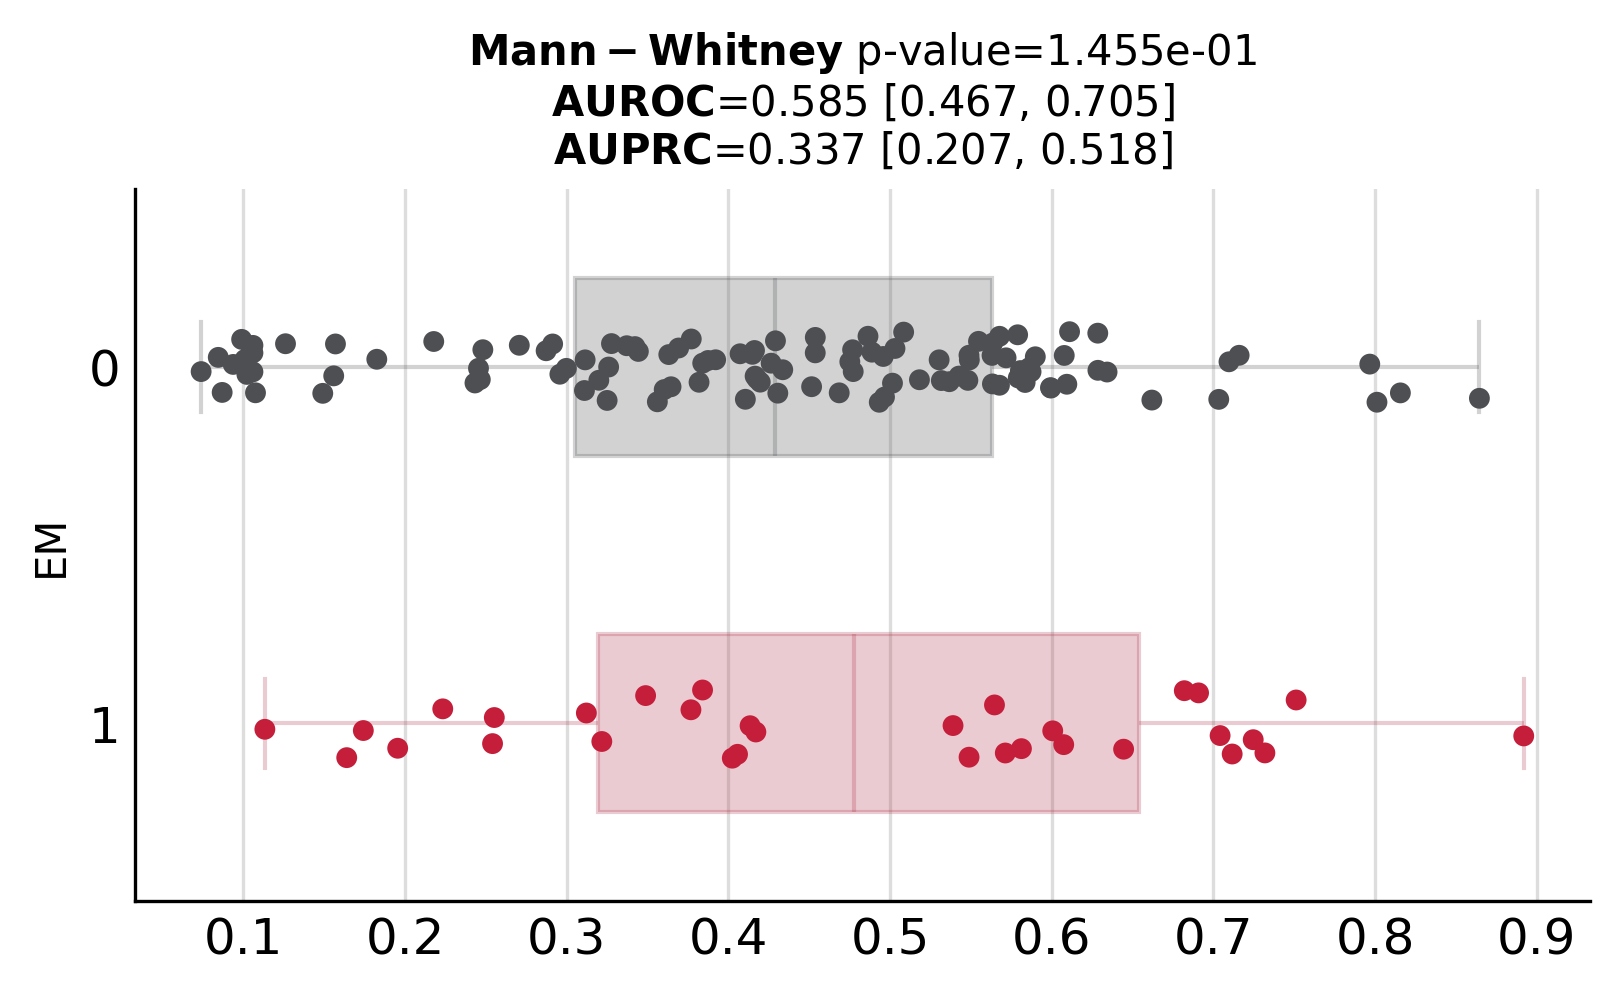 Mann − Whitney p-value=1.455e-01
AUROC=0.585 [0.467, 0.705]
AUPRC=0.337 [0.207, 0.518]
0
EM
1
0.1 0.2 0.3 0.4 0.5 0.6 0.7 0.8 0.9